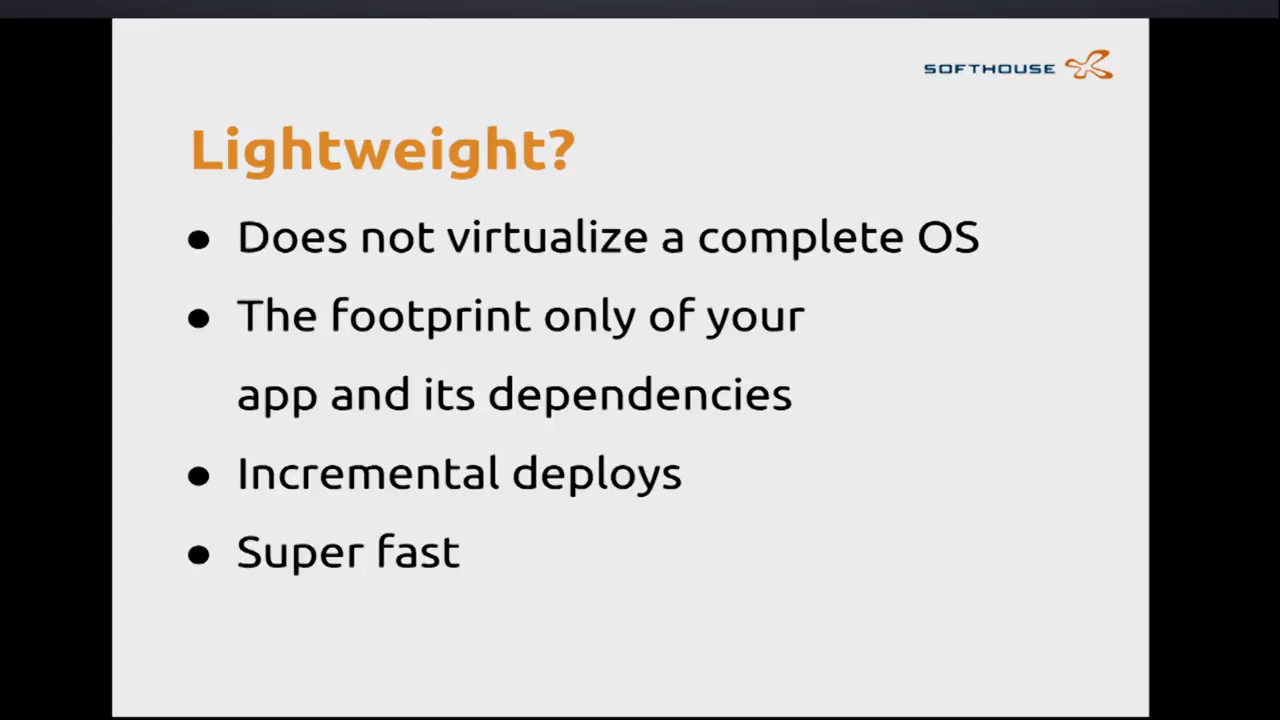 SOFTHOUSE
Lightweight?
● Does not virtualize a complete OS
● The footprint only of your
app and its dependencies
● Incremental deploys
● Super fast